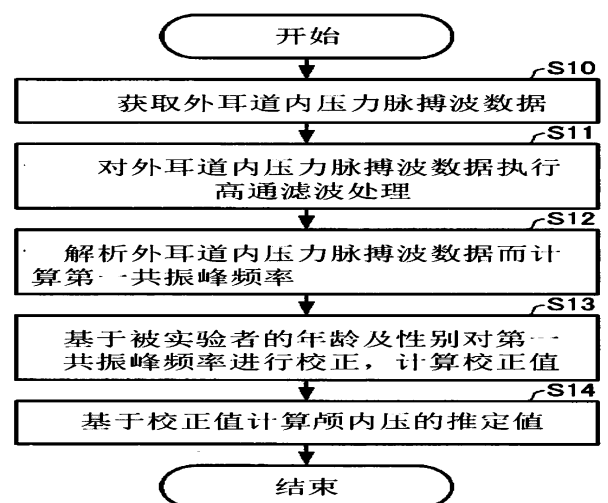 开始
S10
获取外耳道内压力脉搏波数据
S11
对外耳道内压力脉搏波数据执行
高通滤波处理
S12
解析外耳道内压力脉搏波数据而计
算第一共振峰频率
S13
基于被实验者的年龄及性别对第一
共振峰频率进行校正，计算校正值
S14
基于校正值计算颅内压的推定值
结束